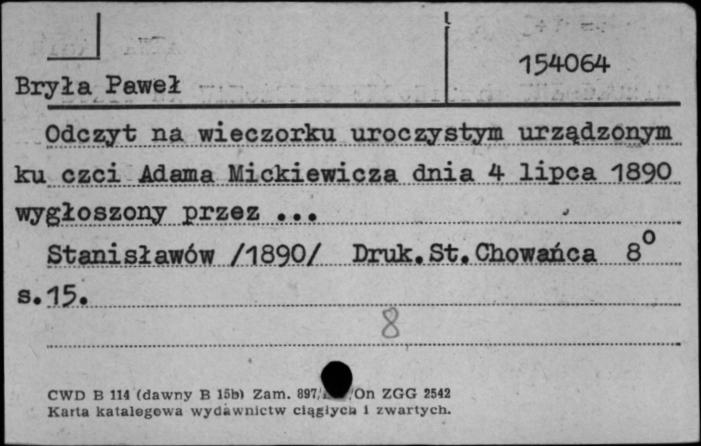 154064
Bryła Paweł
Odczyt na wieczorku uroczystym urządzonym
ku czci Adama Mickiewicza dnia 4 lipca 1890
wygłoszony przez ...
Stanisławów /1890/ Druk.St.Chowańca 8°
s.15.
8
CWD B 114 (dawny B 15b) Zam. 897/ /On ZGG 2542
Karta katalogowa wydawnictw ciągłych i zwartych.